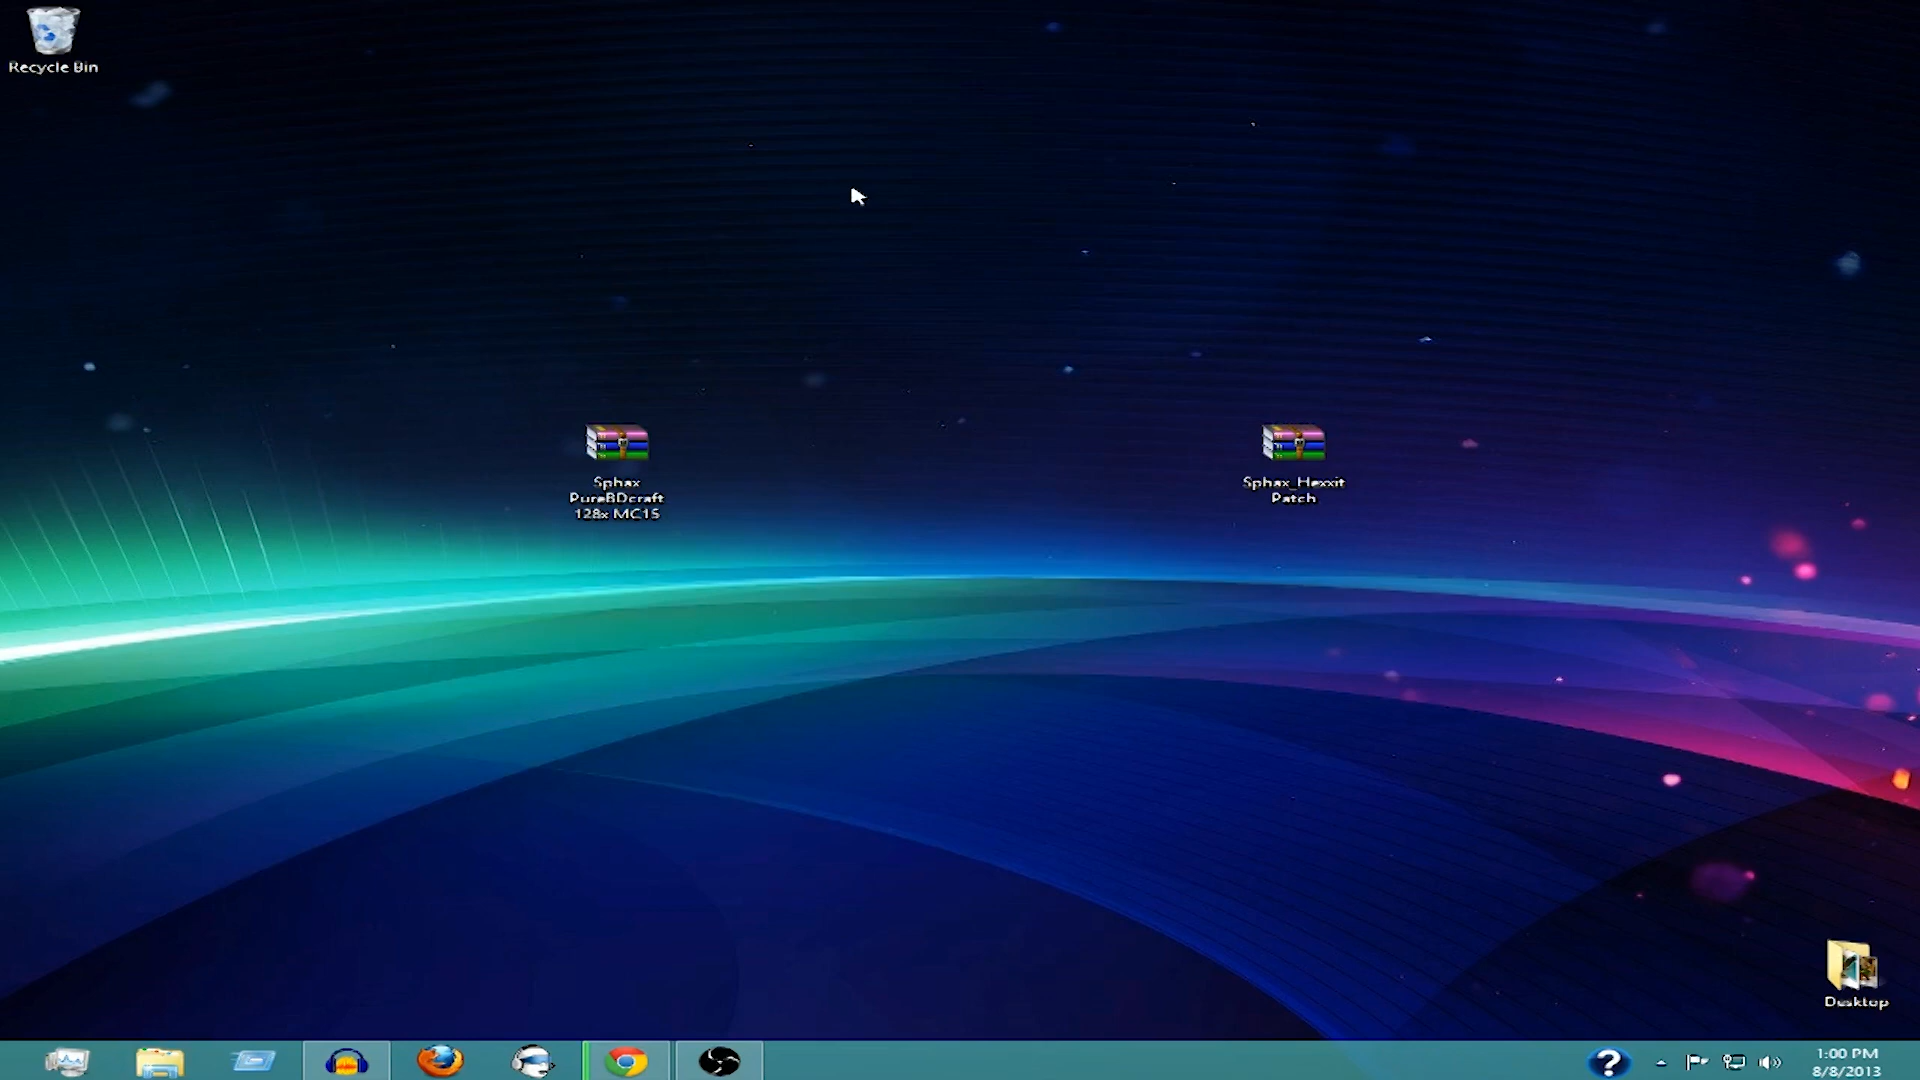 Recycle Bin
Sphax
PureBDcraft
128x MC15
Sphax_Hexxit
Patch
Desktop
1:00 PM
8/8/2013